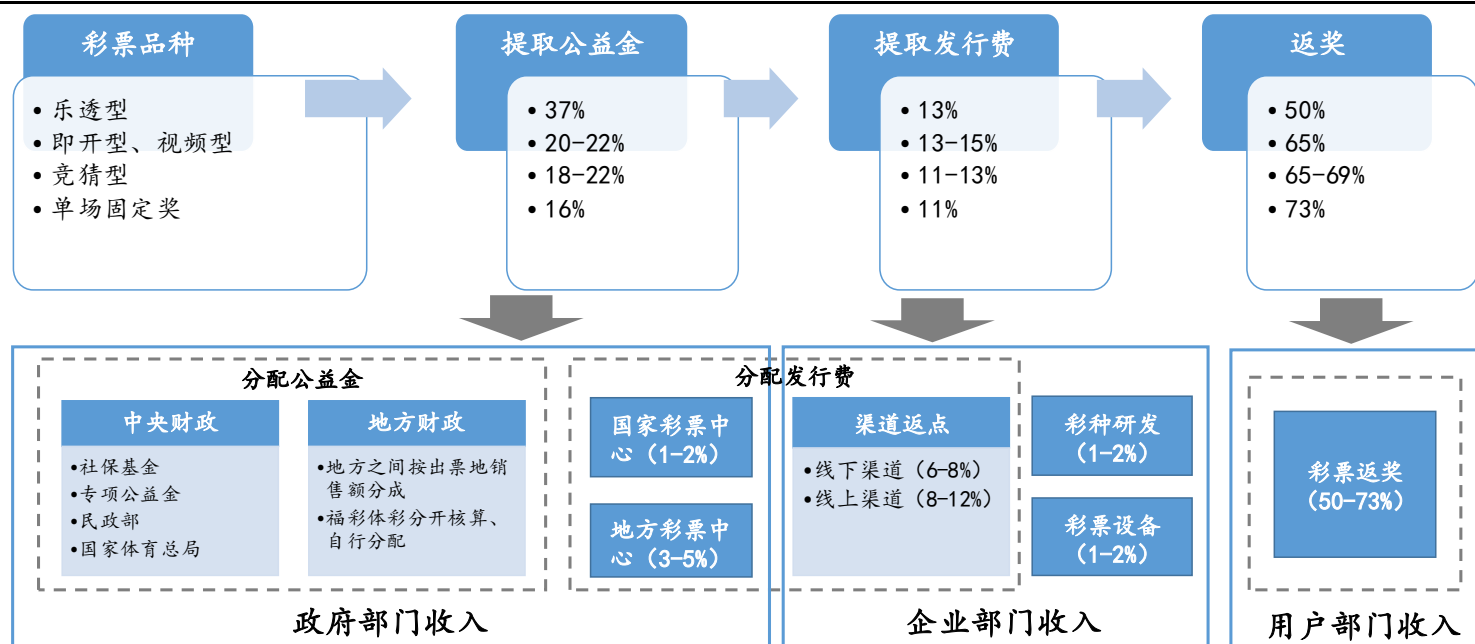 彩票品种
• 乐透型
• 即开型、视频型
• 竞猜型
• 单场固定奖
提取公益金
• 37%
• 20-22%
• 18-22%
• 16%
提取发行费
• 13%
• 13-15%
• 11-13%
• 11%
返奖
• 50%
• 65%
• 65-69%
• 73%
分配公益金
中央财政
•社保基金
•专项公益金
•民政部
•国家体育总局
地方财政
•地方之间按出票地销
售额分成
•福彩体彩分开核算、
自行分配
分配发行费
国家彩票中
心（1-2%）
地方彩票中
心（3-5%）
渠道返点
•线下渠道（6-8%）
•线上渠道（8-12%）
彩种研发
(1-2%)
彩票设备
(1-2%)
彩票返奖
(50-73%)
政府部门收入
企业部门收入
用户部门收入